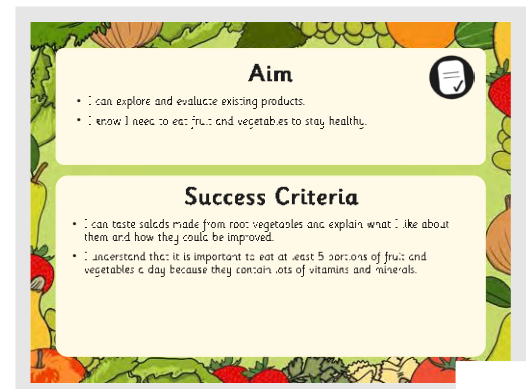 Aim
• I can explore and evaluate existing products.
• I know I need to eat fruit and vegetables to stay healthy.
Success Criteria
• I can taste salads made from root vegetables and explain what I like about
them and how they could be improved.
• I understand that it is important to eat at least 5 portions of fruit and
vegetables a day because they contain lots of vitamins and minerals.